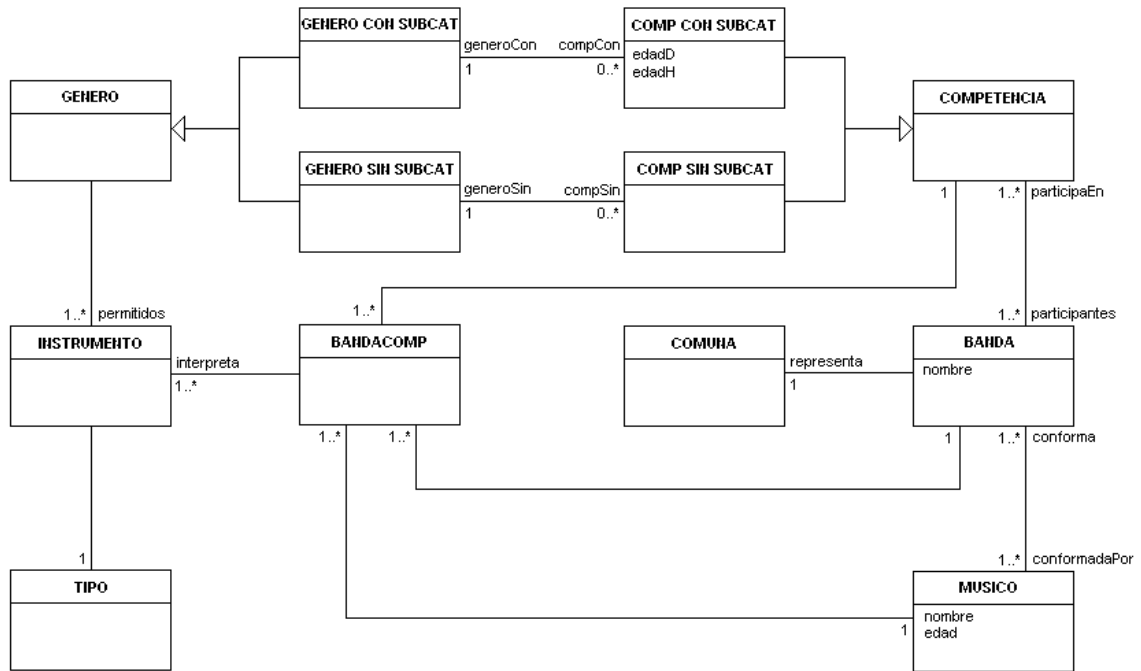 GENERO CON SUBCAT
COMP CON SUBCAT
generoCon
compCon
1
0..*
edadD
edadH
GENERO
COMPETENCIA
GENERO SIN SUBCAT
COMP SIN SUBCAT
generoSin
compSin
1
0..*
1
1..*
participaEn
1..*
permitidos
1..*
1..*
participantes
INSTRUMENTO
BANDACOMP
COMUNA
BANDA
interpreta
1..*
representa
1
nombre
1..*
1..*
1
1..*
conforma
1
1..*
conformadaPor
TIPO
MUSICO
nombre
edad
1